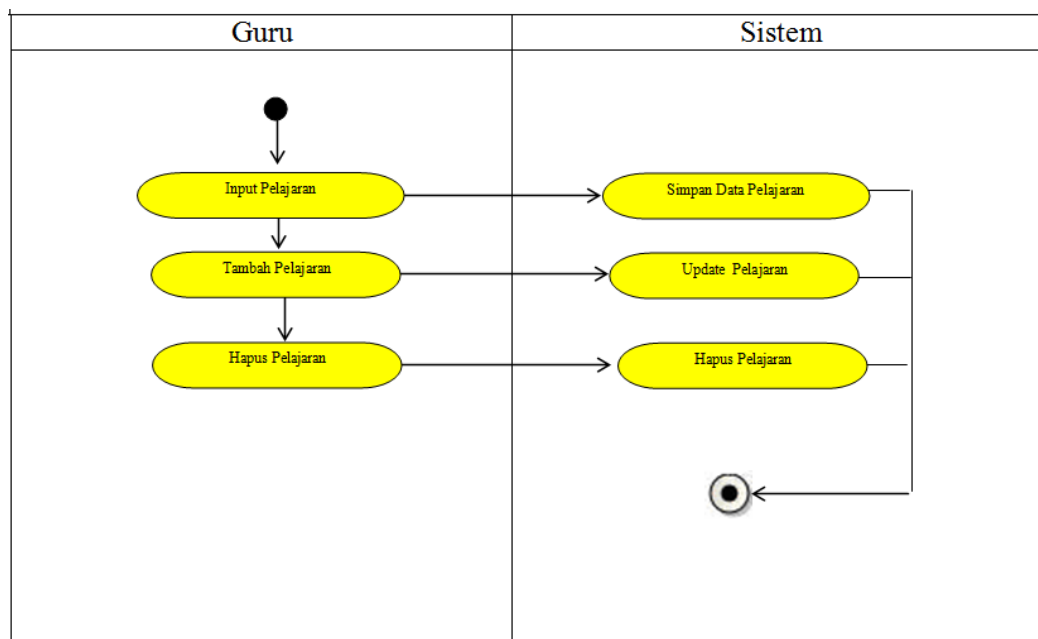 Guru
Sistem
Input Pelajaran
Simpan Data Pelajaran
Tambah Pelajaran
Update Pelajaran
Hapus Pelajaran
Hapus Pelajaran